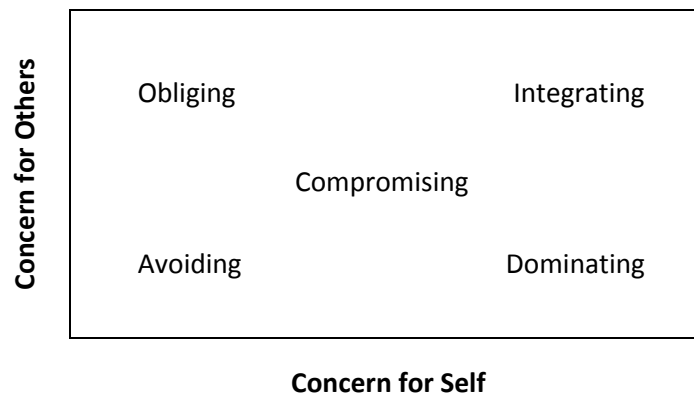 Concern for Others
Obliging Integrating
Compromising
Avoiding Dominating
Concern for Self